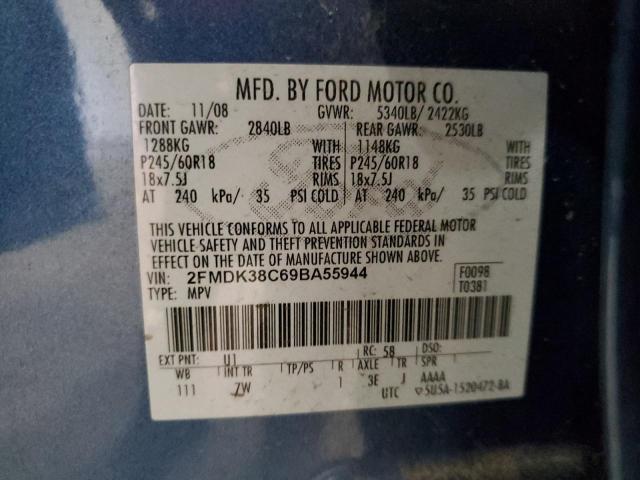 MFD. BY FORD MOTOR CO.
DATE: 11/08 GVWR: 5340LB/ 2422KG
FRONT GAWR: 2840LB REAR GAWR: 2530LB
1288KG WITH 1148KG WITH
P245/60R18 TIRES P245/60R18 TIRES
18x7.5J RIMS 18x7.5J RIMS
AT 240 kPa/ 35 PSI COLD AT 240 kPa/ 35 PSI COLD
THIS VEHICLE CONFORMS TO ALL APPLICABLE FEDERAL MOTOR
VEHICLE SAFETY AND THEFT PREVENTION STANDARDS IN
EFFECT ON THE DATE OF MANUFACTURE SHOWN ABOVE.
VIN: 2FMDK38C69BA55944 F0098
TYPE: MPV T0381
EXT PNT: U1 RC: 58 DSO:
WB INT TR TP/PS R AXLE TR SPR
111 ZW 1 3E J AAAA
UTC ▽5U5A-1520472-BA